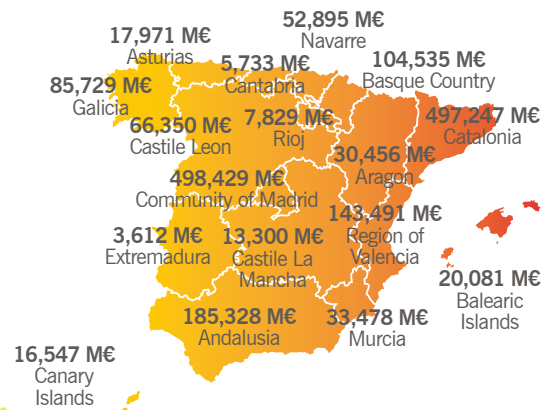 52,895 M€
Navarre
17,971 M€
Asturias
5,733 M€
Cantabria
104,535 M€
Basque Country
85,729 M€
Galicia
66,350 M€
Castile Leon
7,829 M€
Rioj
497,247 M€
Catalonia
30,456 M€
Aragon
498,429 M€
Community of Madrid
143,491 M€
Region of
Valencia
3,612 M€
Extremadura
13,300 M€
Castile La
Mancha
20,081 M€
Balearic
Islands
185,328 M€
Andalusia
33,478 M€
Murcia
16,547 M€
Canary
Islands